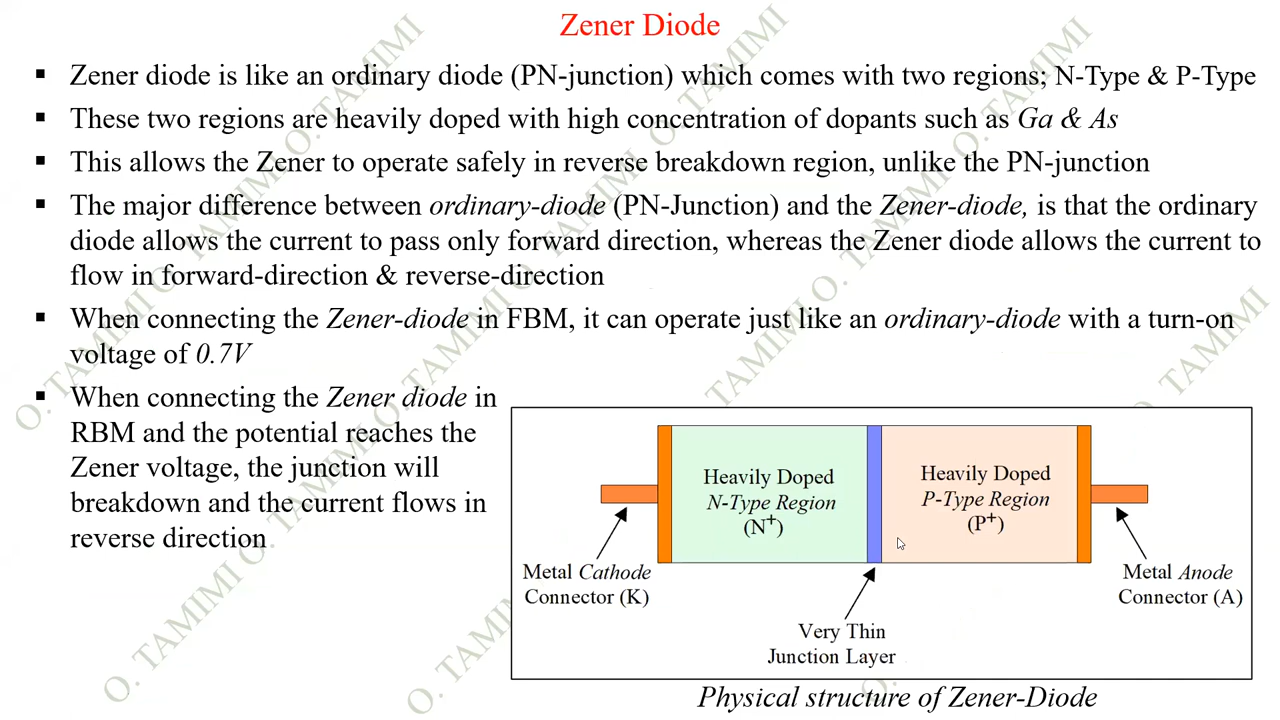 Zener Diode
▪ Zener diode is like an ordinary diode (PN-junction) which comes with two regions; N-Type & P-Type
▪ These two regions are heavily doped with high concentration of dopants such as Ga & As
▪ This allows the Zener to operate safely in reverse breakdown region, unlike the PN-junction
▪ The major difference between ordinary-diode (PN-Junction) and the Zener-diode, is that the ordinary
diode allows the current to pass only forward direction, whereas the Zener diode allows the current to
flow in forward-direction & reverse-direction
▪ When connecting the Zener-diode in FBM, it can operate just like an ordinary-diode with a turn-on
voltage of 0.7V
▪ When connecting the Zener diode in
RBM and the potential reaches the
Zener voltage, the junction will
breakdown and the current flows in
reverse direction
Heavily Doped
N-Type Region
(N+)
Heavily Doped
P-Type Region
(P+)
Metal Cathode
Connector (K)
Very Thin
Junction Layer
Metal Anode
Connector (A)
Physical structure of Zener-Diode
O. TAMIMI O. TAMIMI O. TAMIMI
O. TAMIMI O. TAMIMI O. TAMIMI
O. TAMIMI O. TAMIMI O. TAMIMI